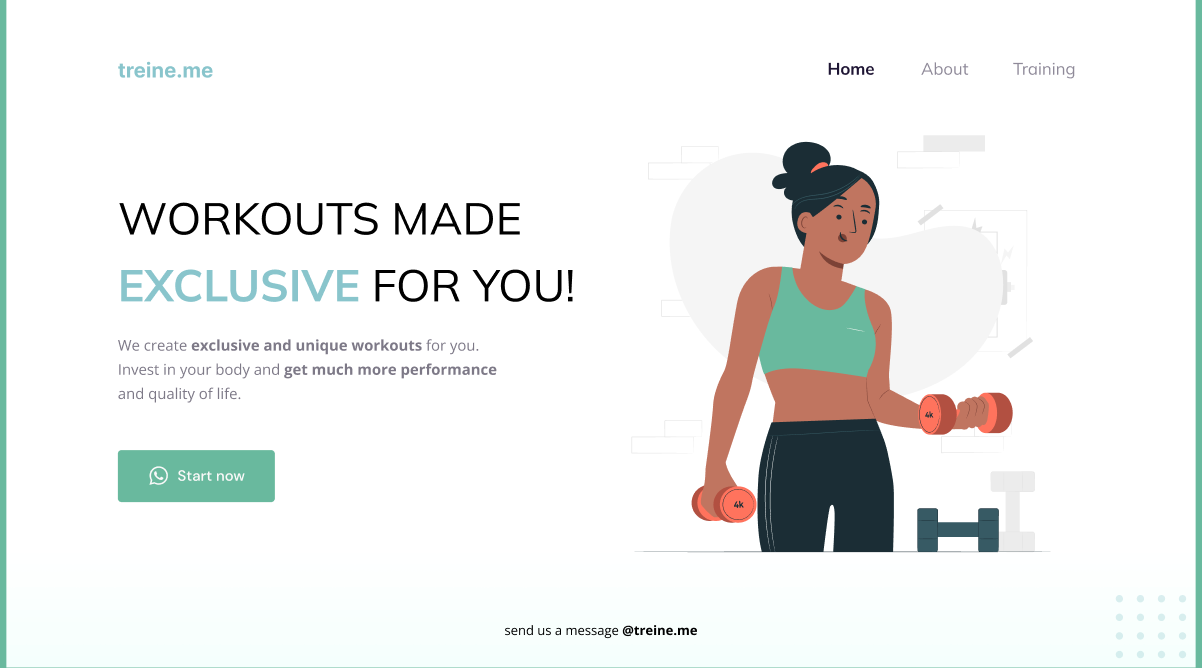 treine.me
Home About Training
WORKOUTS MADE
EXCLUSIVE FOR YOU!
We create exclusive and unique workouts for you.
Invest in your body and get much more performance
and quality of life.
Start now
4k
4k
send us a message @treine.me